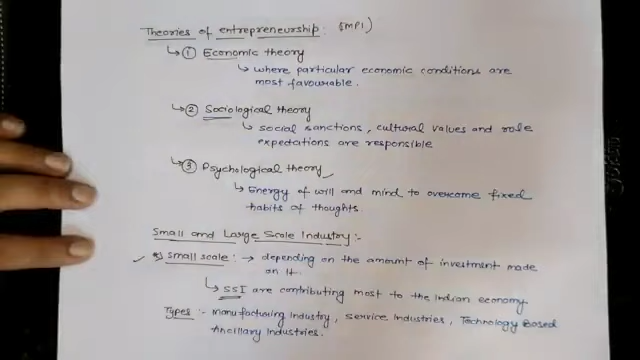 Theories of entrepreneurship: (IMP1)
① Economic theory
where particular economic conditions are
most favourable.
② Sociological theory
social sanctions, cultural values and role
expectations are responsible
③ Psychological theory
Energy of will and mind to overcome fixed
habits of thoughts.
Small and Large Scale Industry:-
Small scale: → depending on the amount of investment made
on it.
SSI are contributing most to the Indian economy
Types :- Manufacturing industry, service industries, Technology Based
Ancillary industries.